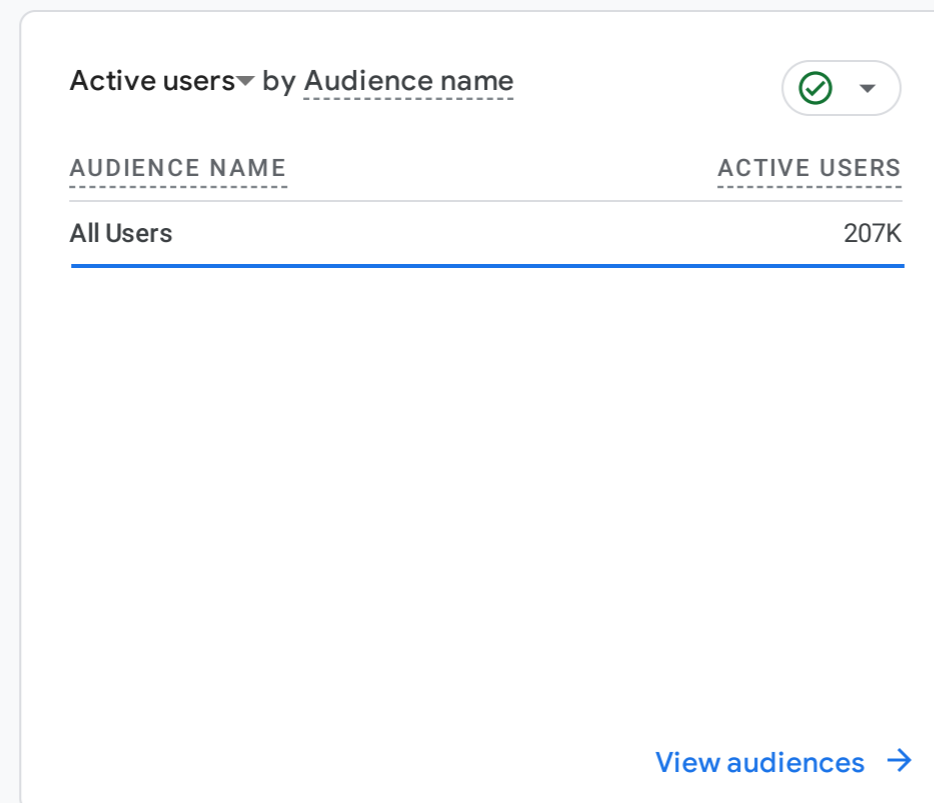 Active users by Audience name
AUDIENCE NAME ACTIVE USERS
All Users 207K
View audiences